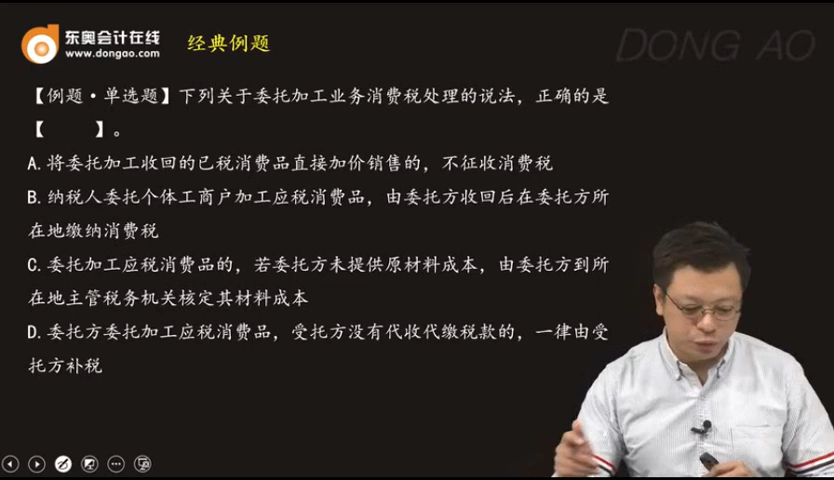 东奥会计在线
www.dongao.com
经典例题
DONG AO
【例题·单选题】下列关于委托加工业务消费税处理的说法，正确的是
【    】。
A.将委托加工收回的已税消费品直接加价销售的，不征收消费税
B.纳税人委托个体工商户加工应税消费品，由委托方收回后在委托方所
在地缴纳消费税
C.委托加工应税消费品的，若委托方未提供原材料成本，由委托方到所
在地主管税务机关核定其材料成本
D.委托方委托加工应税消费品，受托方没有代收代缴税款的，一律由受
托方补税